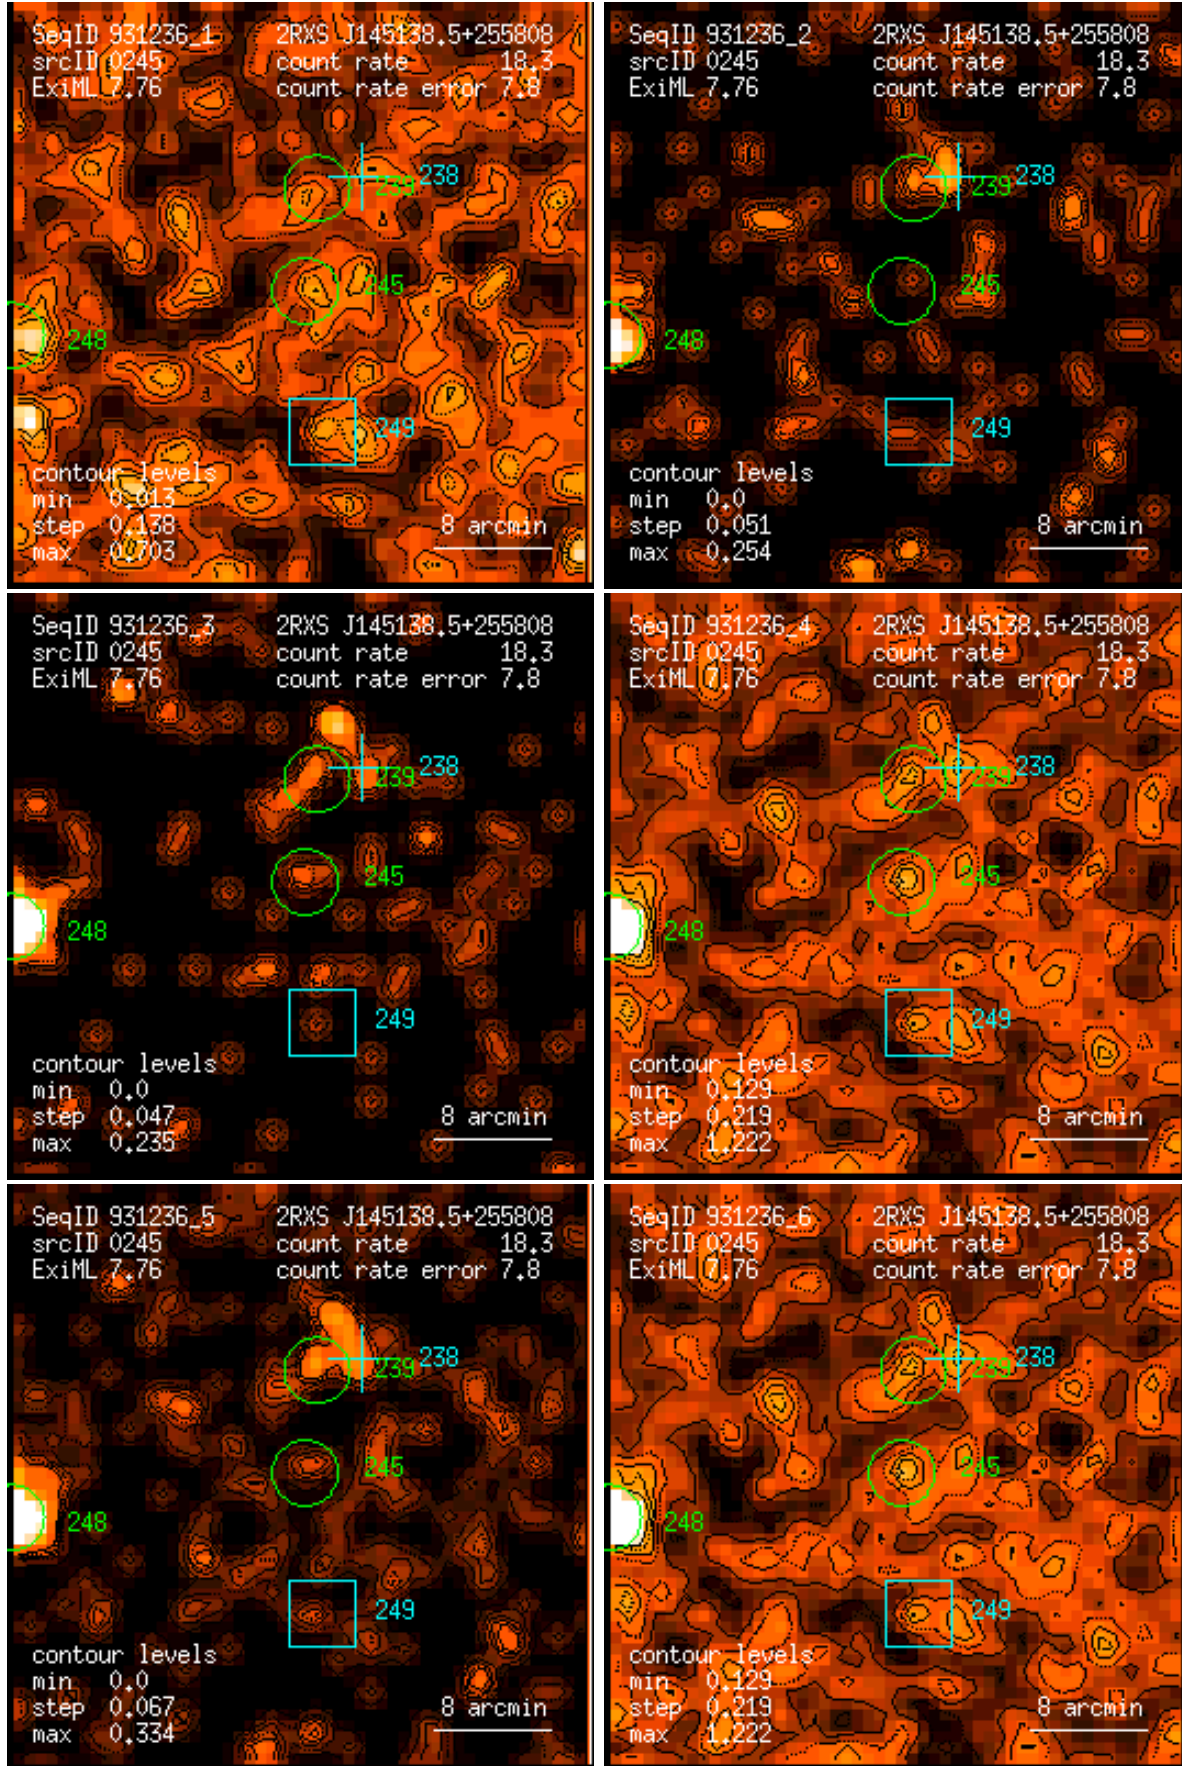 SeqID 931236_1 2RXS J145138.5+255808
srcID 0245 count rate 18.3
ExiML 7.76 count rate error 7.8
238
239
245
248
249
contour levels
min 0.013
step 0.138
max 0.703
8 arcmin
SeqID 931236_2 2RXS J145138.5+255808
srcID 0245 count rate 18.3
ExiML 7.76 count rate error 7.8
238
239
245
248
249
contour levels
min 0.0
step 0.051
max 0.254
8 arcmin
SeqID 931236_3 2RXS J145138.5+255808
srcID 0245 count rate 18.3
ExiML 7.76 count rate error 7.8
238
239
245
248
249
contour levels
min 0.0
step 0.047
max 0.235
8 arcmin
SeqID 931236_4 2RXS J145138.5+255808
srcID 0245 count rate 18.3
ExiML 7.76 count rate error 7.8
238
239
245
248
249
contour levels
min 0.129
step 0.219
max 1.222
8 arcmin
SeqID 931236_5 2RXS J145138.5+255808
srcID 0245 count rate 18.3
ExiML 7.76 count rate error 7.8
238
239
245
248
249
contour levels
min 0.0
step 0.067
max 0.334
8 arcmin
SeqID 931236_6 2RXS J145138.5+255808
srcID 0245 count rate 18.3
ExiML 7.76 count rate error 7.8
238
239
245
248
249
contour levels
min 0.129
step 0.219
max 1.222
8 arcmin